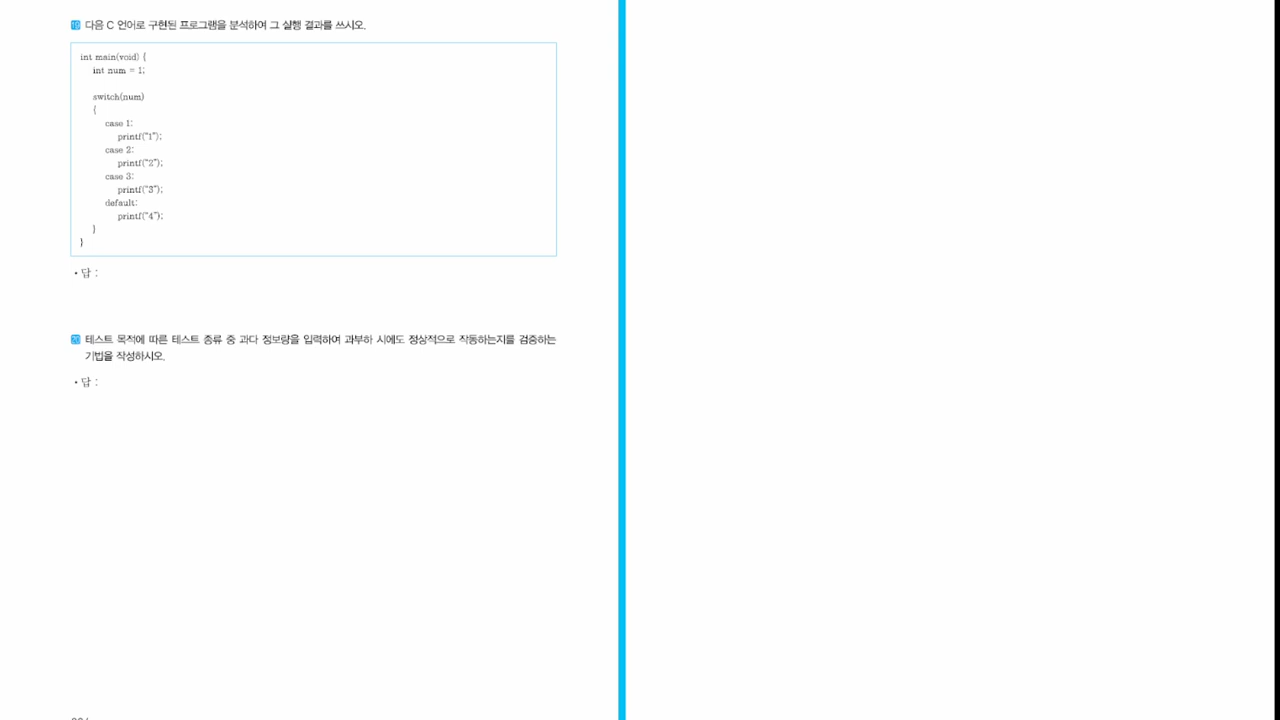 19 다음 C 언어로 구현된 프로그램을 분석하여 그 실행 결과를 쓰시오.
int main(void) {
int num = 1;
switch(num)
{
case 1:
printf("1");
case 2:
printf("2");
case 3:
printf("3");
default:
printf("4");
}
}
• 답 :
20 테스트 목적에 따른 테스트 종류 중 과다 정보량을 입력하여 과부하 시에도 정상적으로 작동하는지를 검증하는
기법을 작성하시오.
• 답 :